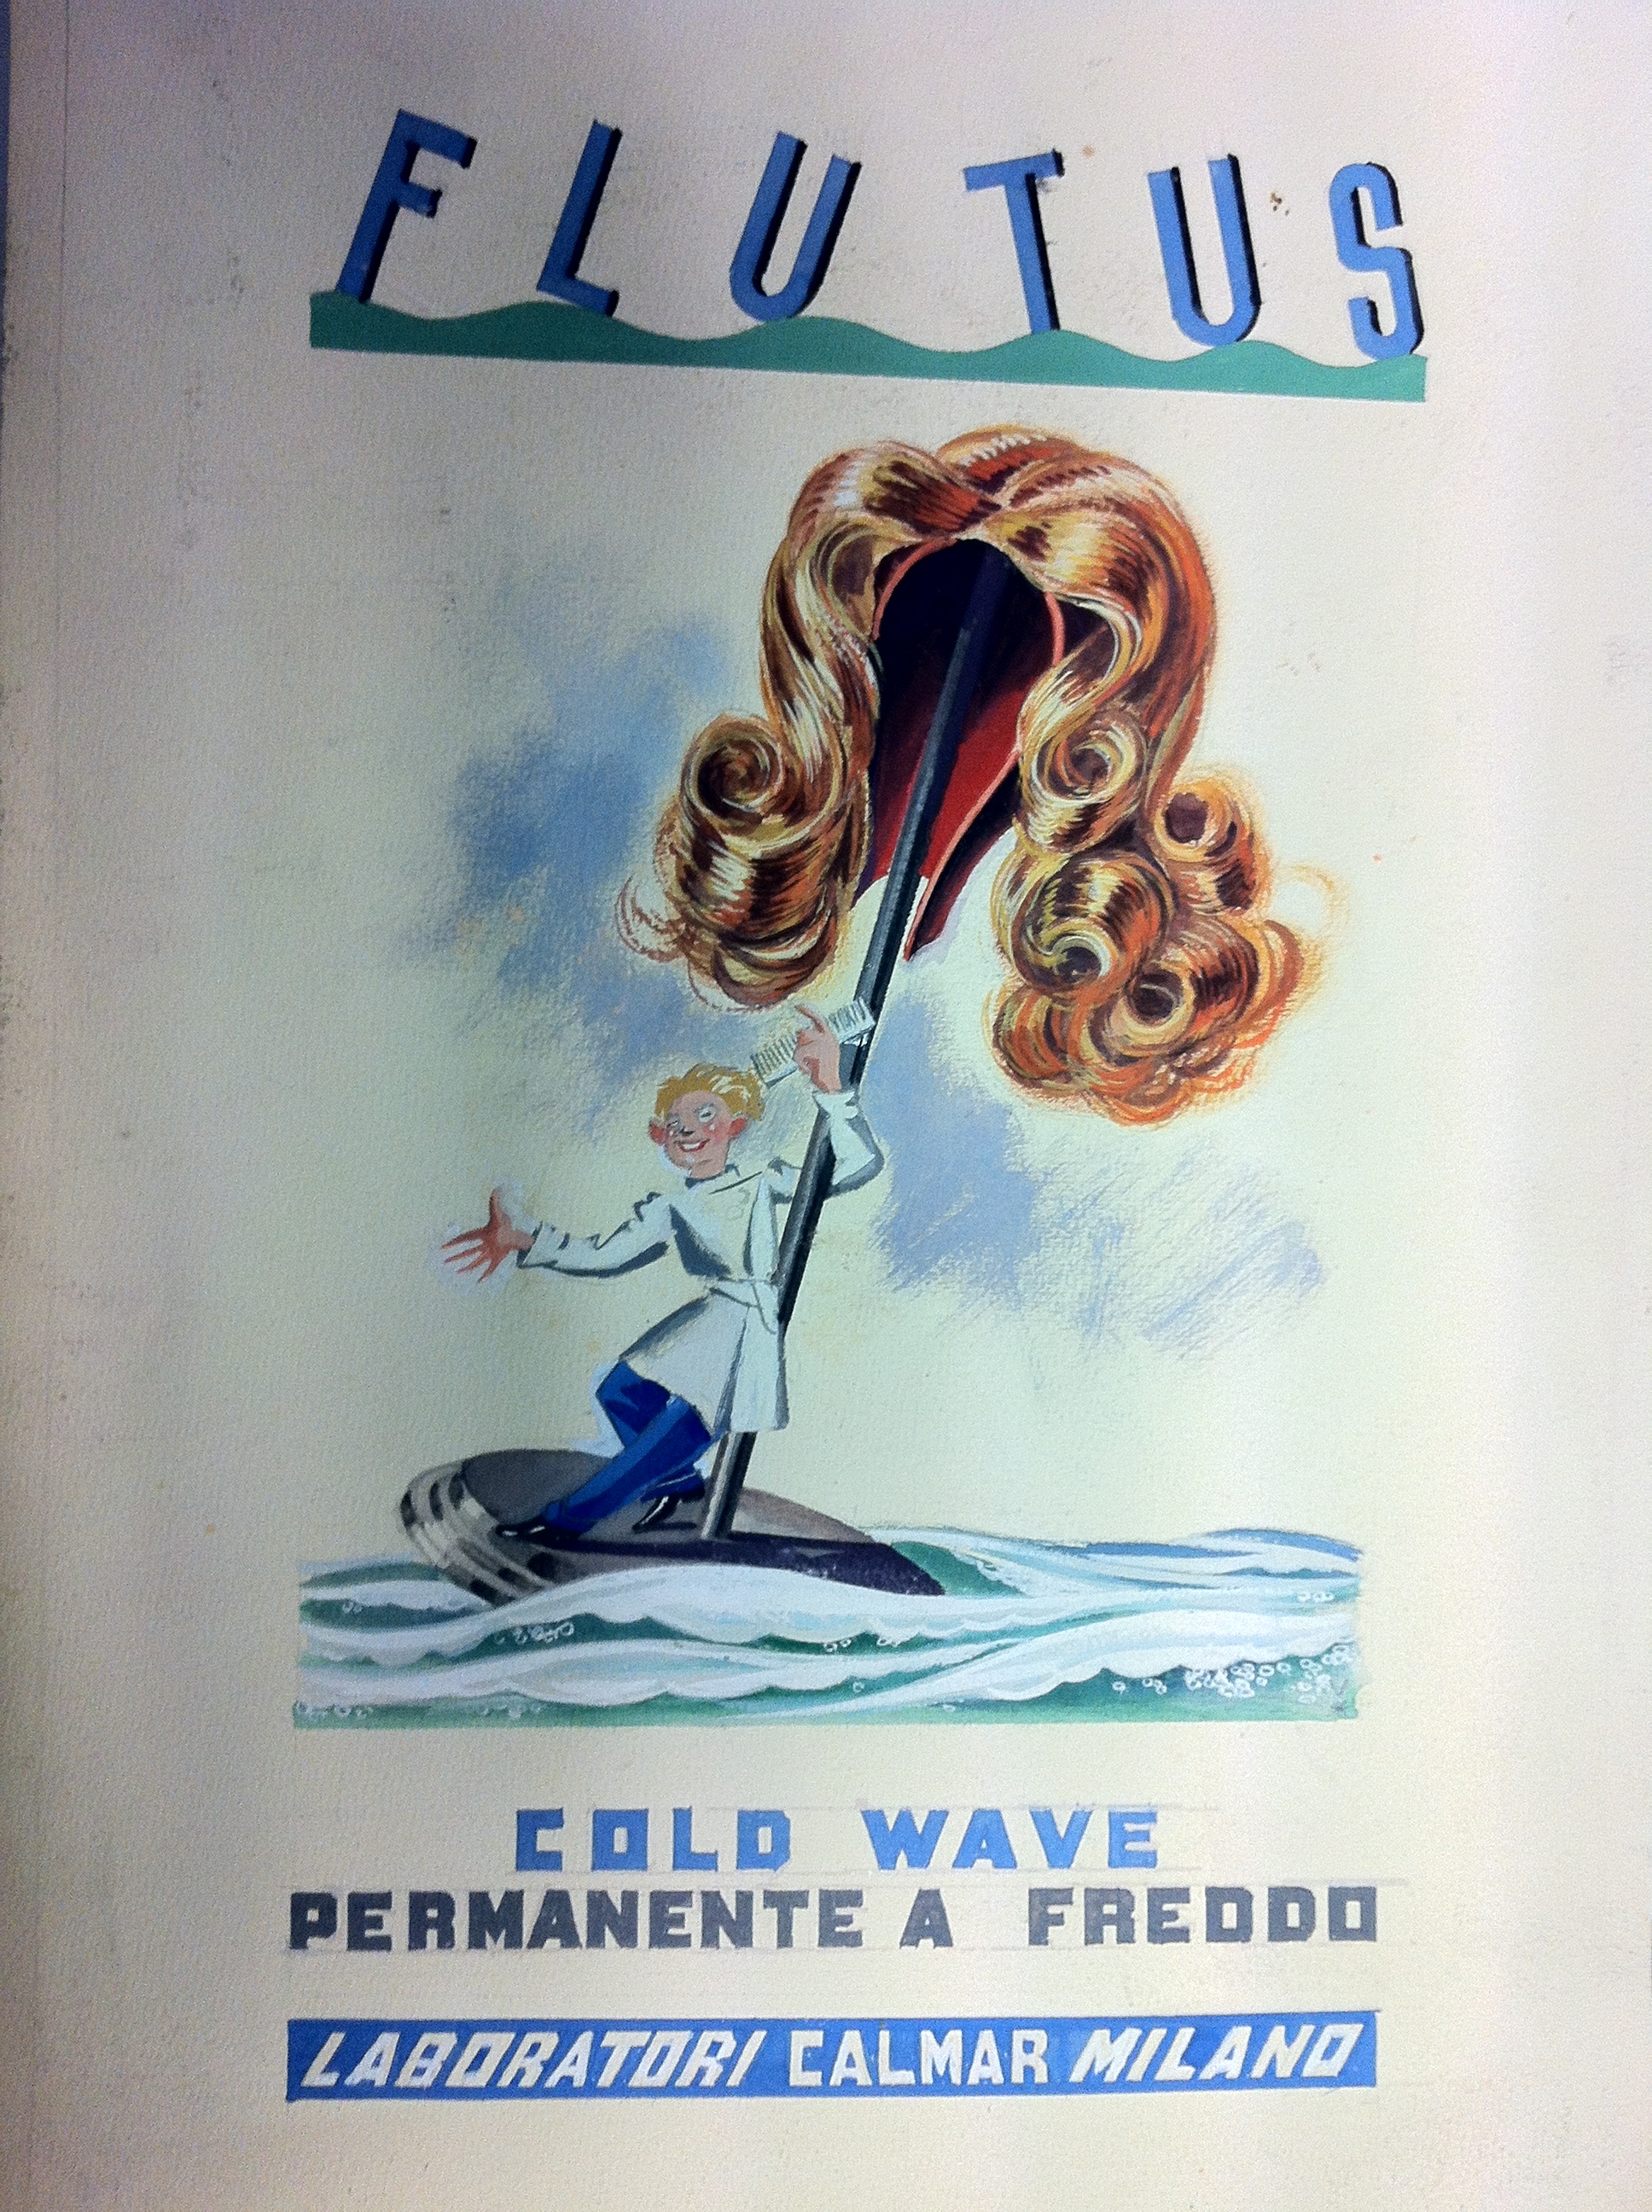 FLUTUS
COLD WAVE
PERMANENTE A FREDDO
LABORATORI CALMAR MILANO